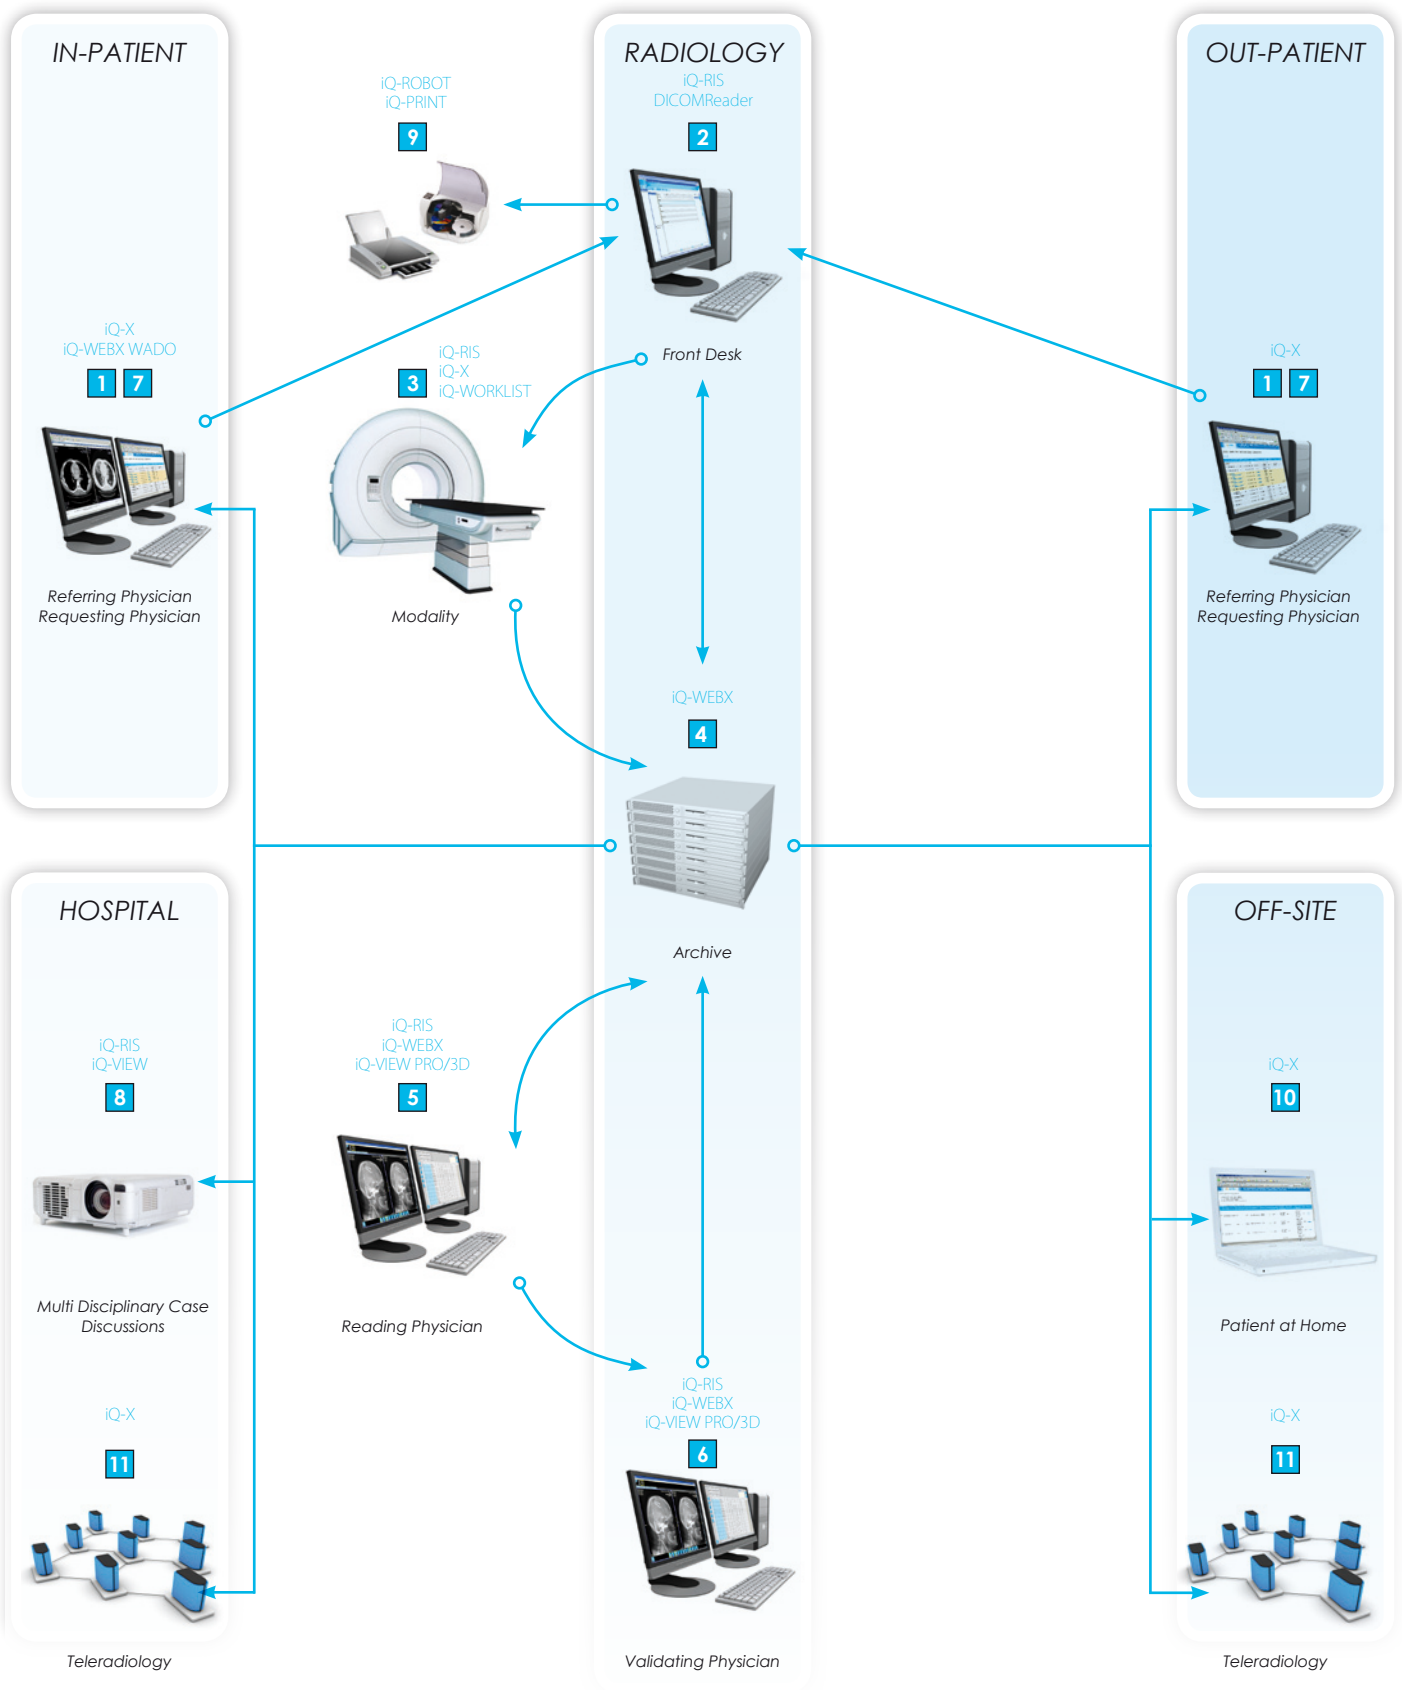 IN-PATIENT
RADIOLOGY
OUT-PATIENT
iQ-ROBOT
iQ-PRINT
9
iQ-RIS
DICOMReader
2
Front Desk
iQ-X
iQ-WEBX WADO
1 7
Referring Physician
Requesting Physician
iQ-RIS
iQ-X
iQ-WORKLIST
3
Modality
iQ-X
1 7
Referring Physician
Requesting Physician
iQ-WEBX
4
Archive
HOSPITAL
OFF-SITE
iQ-RIS
iQ-VIEW
8
Multi Disciplinary Case
Discussions
iQ-RIS
iQ-WEBX
iQ-VIEW PRO/3D
5
Reading Physician
iQ-X
10
Patient at Home
iQ-X
11
Teleradiology
iQ-RIS
iQ-WEBX
iQ-VIEW PRO/3D
6
Validating Physician
iQ-X
11
Teleradiology